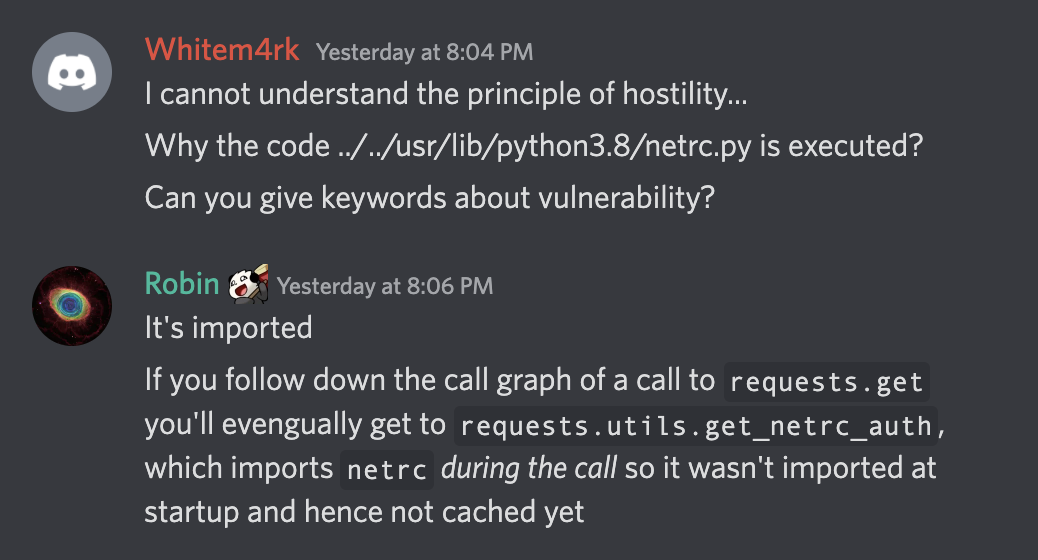 Whitem4rk Yesterday at 8:04 PM
I cannot understand the principle of hostility...
Why the code ../../usr/lib/python3.8/netrc.py is executed?
Can you give keywords about vulnerability?
Robin Yesterday at 8:06 PM
It's imported
If you follow down the call graph of a call to requests.get
you'll evengually get to requests.utils.get_netrc_auth,
which imports netrc during the call so it wasn't imported at
startup and hence not cached yet